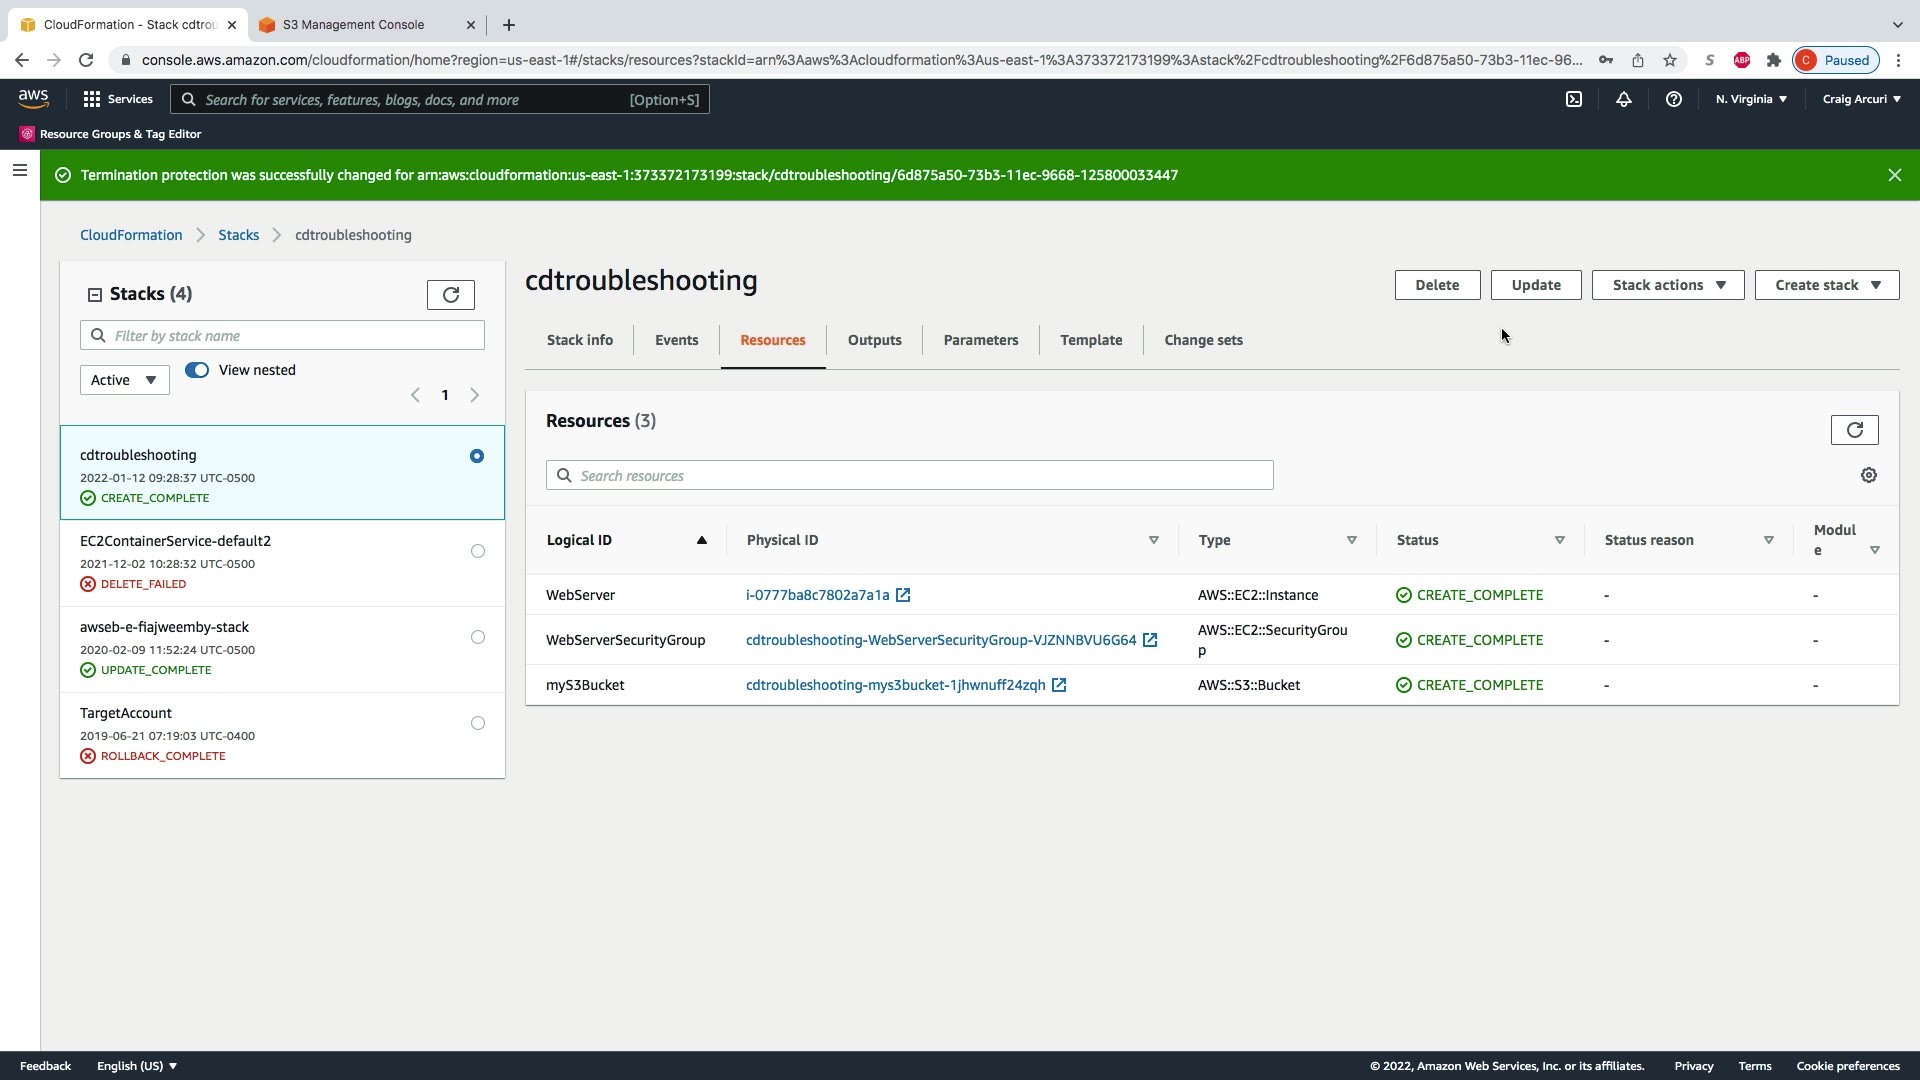 CloudFormation - Stack cdtrou
S3 Management Console
console.aws.amazon.com/cloudformation/home?region=us-east-1#/stacks/resources?stackId=arn%3Aaws%3Acloudformation%3Aus-east-1%3A373372173199%3Astack%2Fcdtroubleshooting%2F6d875a50-73b3-11ec-96...
S
ABP
C Paused
aws
Services
Search for services, features, blogs, docs, and more [Option+S]
N. Virginia
Craig Arcuri
Resource Groups & Tag Editor
Termination protection was successfully changed for arn:aws:cloudformation:us-east-1:373372173199:stack/cdtroubleshooting/6d875a50-73b3-11ec-9668-125800033447
CloudFormation Stacks cdtroubleshooting
Stacks (4)
Filter by stack name
Active
View nested
1
cdtroubleshooting
2022-01-12 09:28:37 UTC-0500
CREATE_COMPLETE
EC2ContainerService-default2
2021-12-02 10:28:32 UTC-0500
DELETE_FAILED
awseb-e-fiajweemby-stack
2020-02-09 11:52:24 UTC-0500
UPDATE_COMPLETE
TargetAccount
2019-06-21 07:19:03 UTC-0400
ROLLBACK_COMPLETE
cdtroubleshooting
Delete
Update
Stack actions
Create stack
Stack info
Events
Resources
Outputs
Parameters
Template
Change sets
Resources (3)
Search resources
Logical ID
Physical ID
Type
Status
Status reason
Modul
e
WebServer i-0777ba8c7802a7a1a AWS::EC2::Instance CREATE_COMPLETE - -
WebServerSecurityGroup cdtroubleshooting-WebServerSecurityGroup-VJZNNBVU6G64 AWS::EC2::SecurityGrou CREATE_COMPLETE - -
p
myS3Bucket cdtroubleshooting-mys3bucket-1jhwnuff24zqh AWS::S3::Bucket CREATE_COMPLETE - -
Feedback
English (US)
© 2022, Amazon Web Services, Inc. or its affiliates.
Privacy
Terms
Cookie preferences